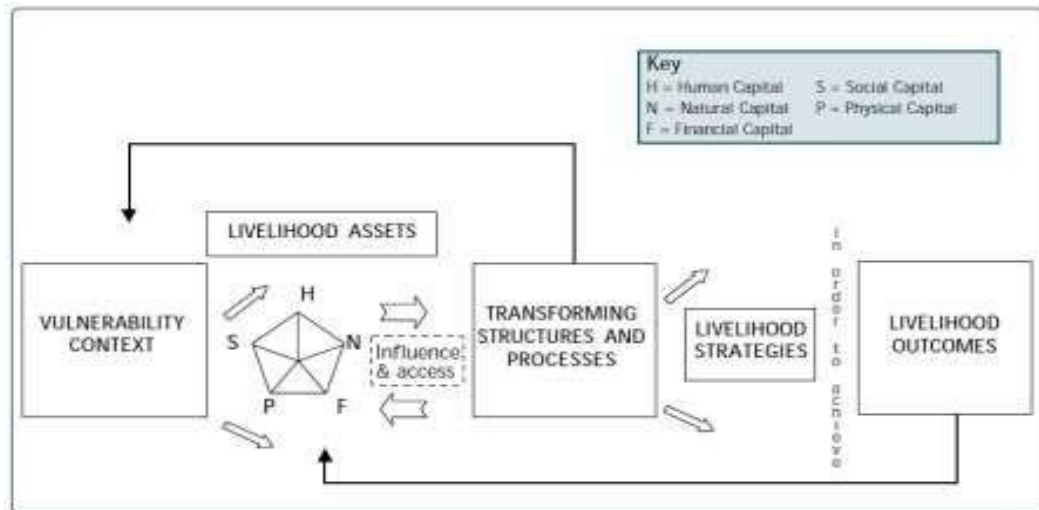 Key
H = Human Capital S = Social Capital
N = Natural Capital P = Physical Capital
F = Financial Capital
LIVELIHOOD ASSETS
VULNERABILITY
CONTEXT
H
S
N
P
F
Influence
& access
TRANSFORMING
STRUCTURES AND
PROCESSES
LIVELIHOOD
STRATEGIES
in order to achieve
LIVELIHOOD
OUTCOMES